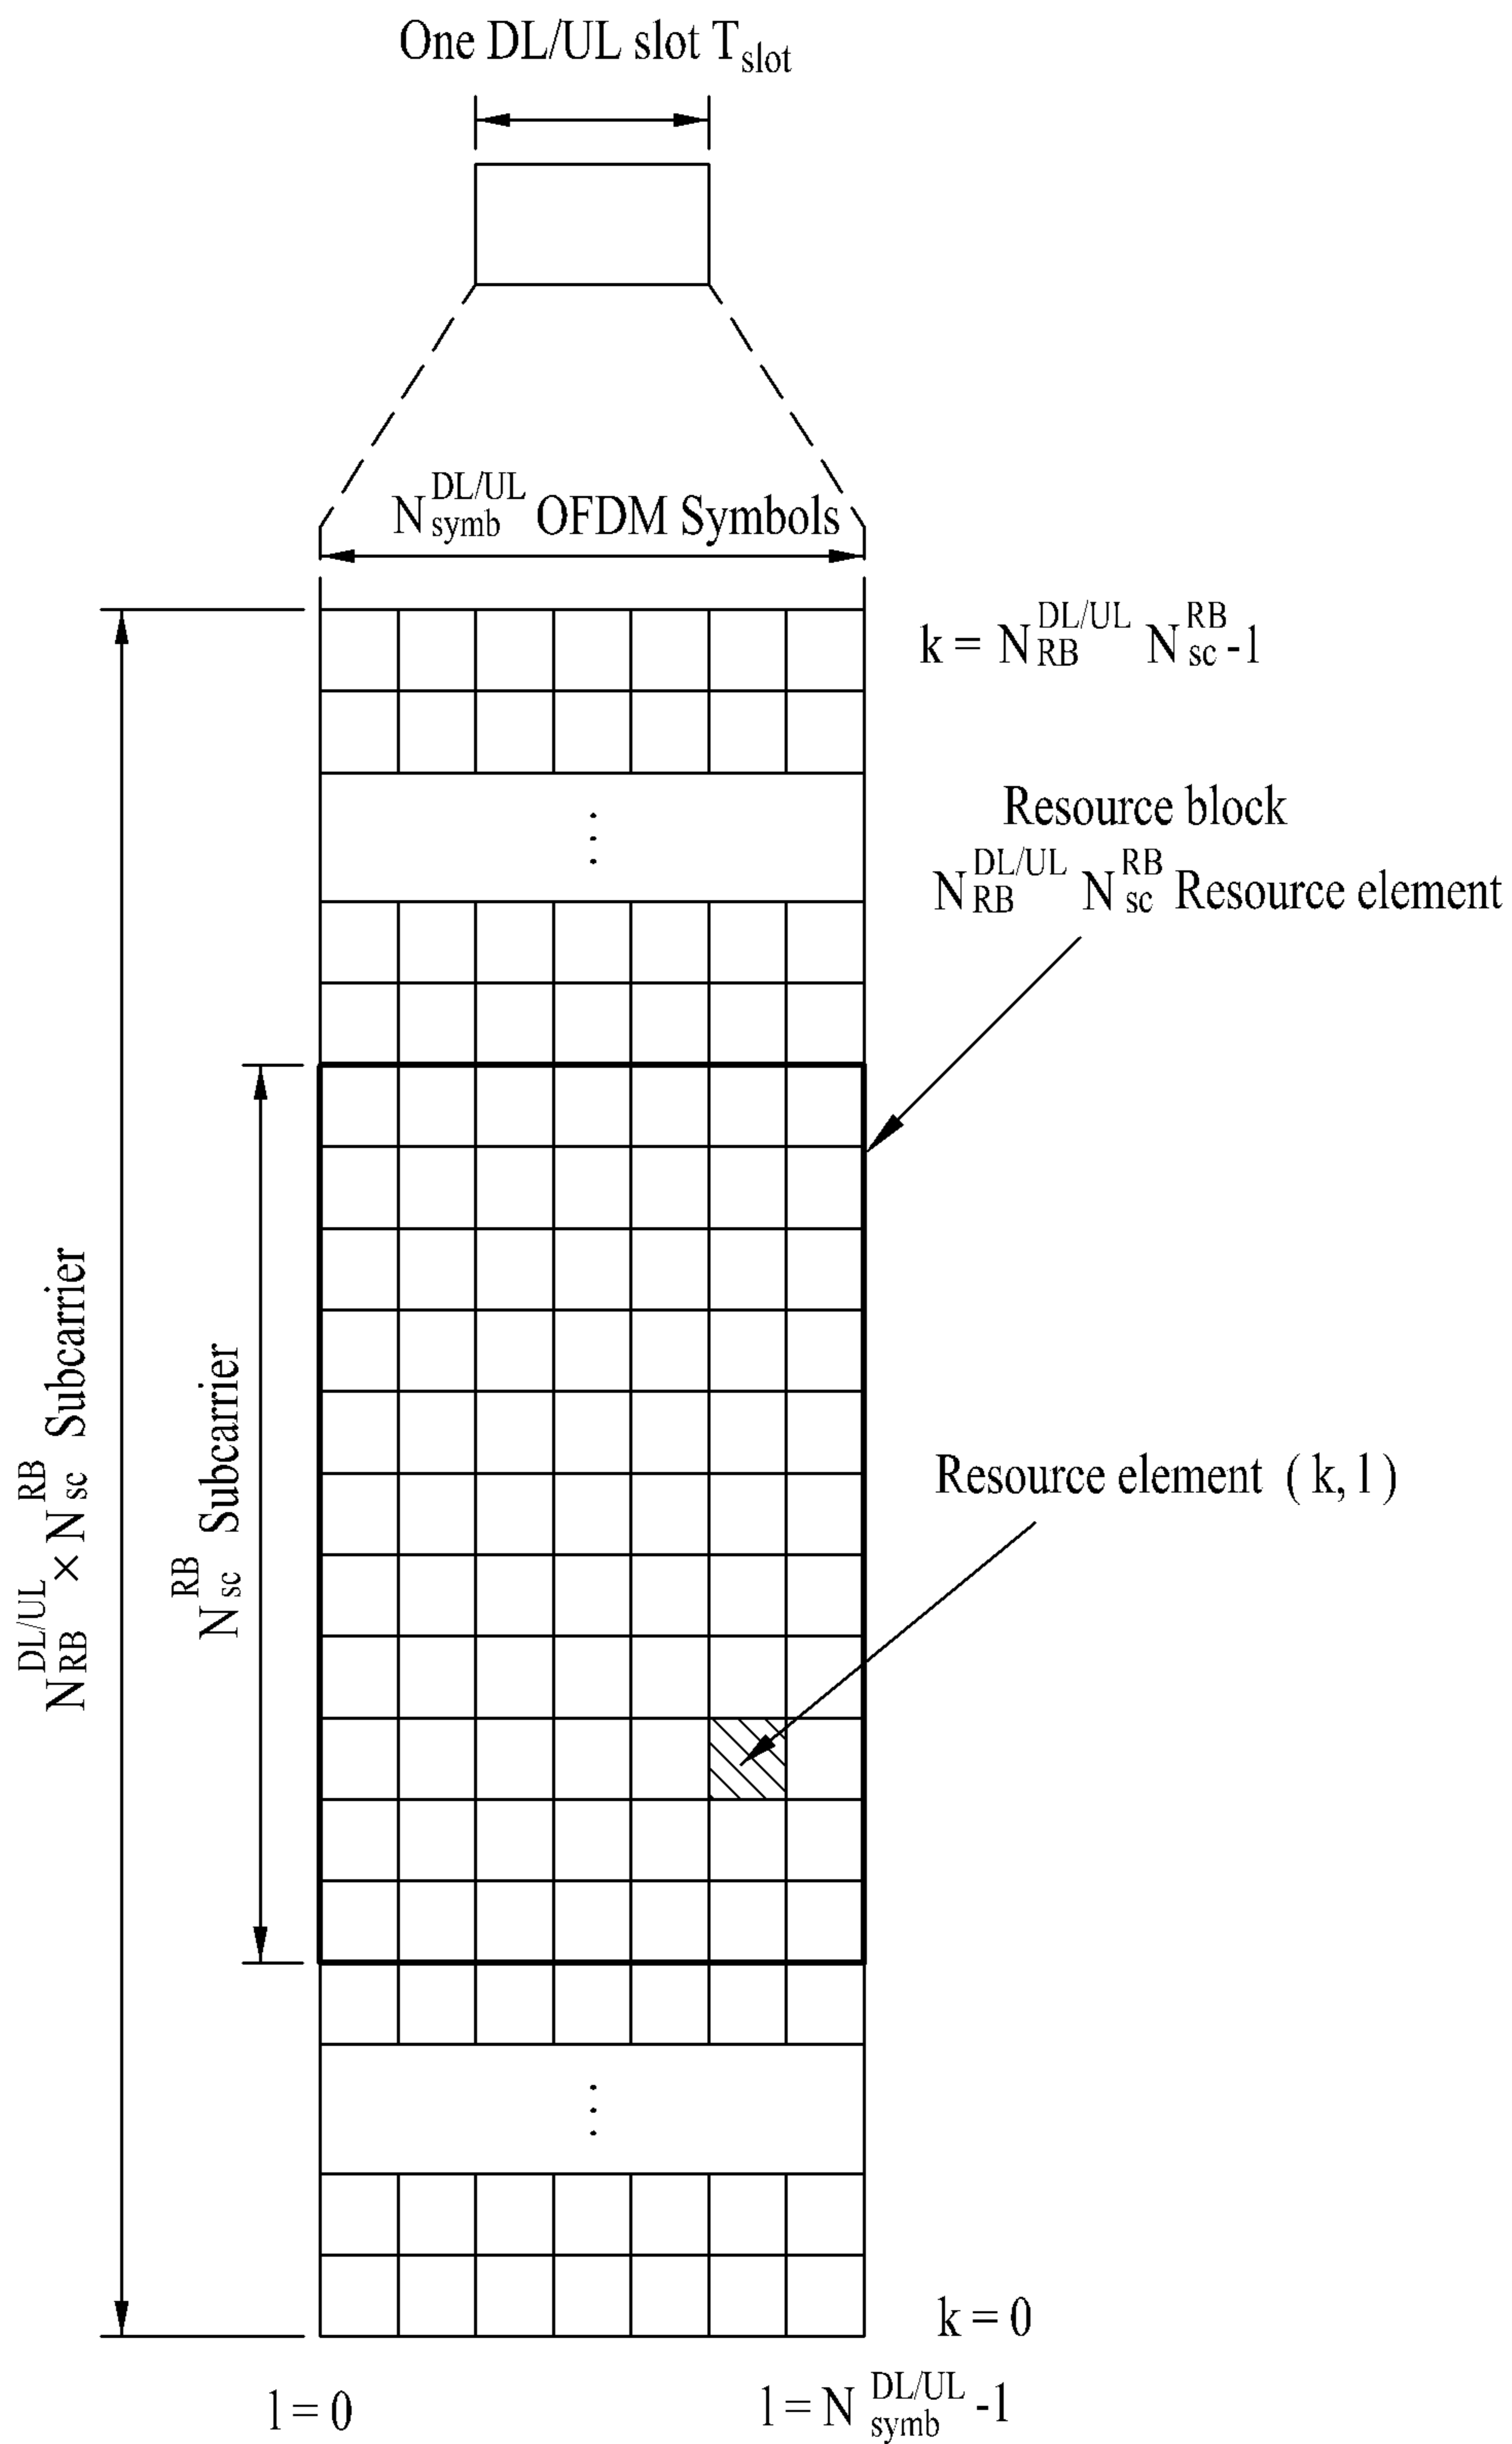 One DL/UL slot T_slot
N_symb^DL/UL OFDM Symbols
k = N_RB^DL/UL N_sc^RB-1
Resource block
N_RB^DL/UL N_sc^RB Resource element
N_RB^DL/UL × N_sc^RB Subcarrier
N_sc^RB Subcarrier
Resource element ( k, l )
k = 0
l = 0
l = N_symb^DL/UL -1